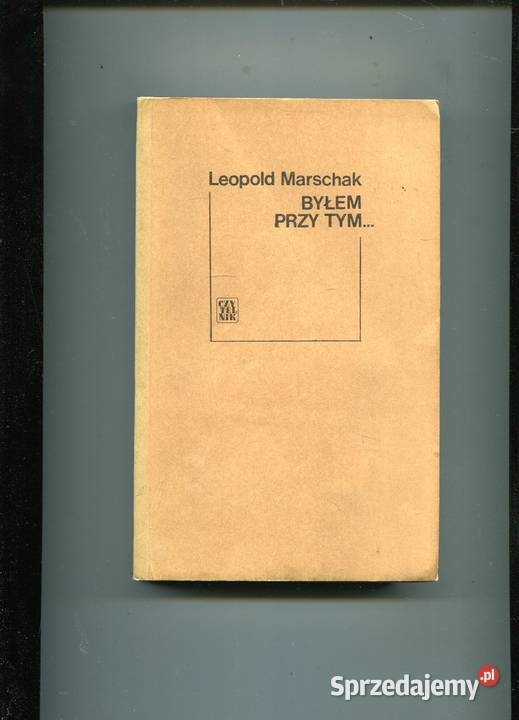 Leopold Marschak
BYŁEM
PRZY TYM...
CZY
TEL
NIK
Sprzedajemy.pl